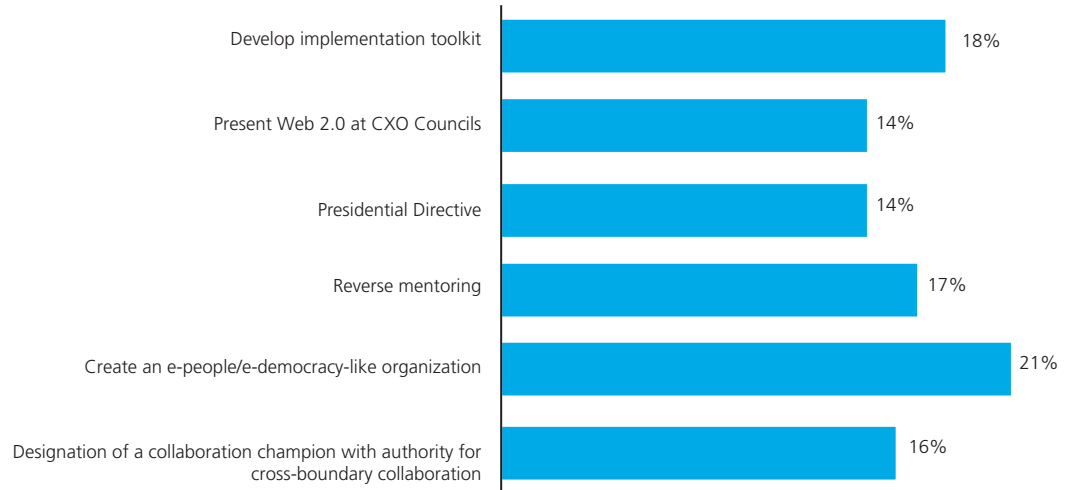 Develop implementation toolkit
18%
Present Web 2.0 at CXO Councils
14%
Presidential Directive
14%
Reverse mentoring
17%
Create an e-people/e-democracy-like organization
21%
Designation of a collaboration champion with authority for
cross-boundary collaboration
16%